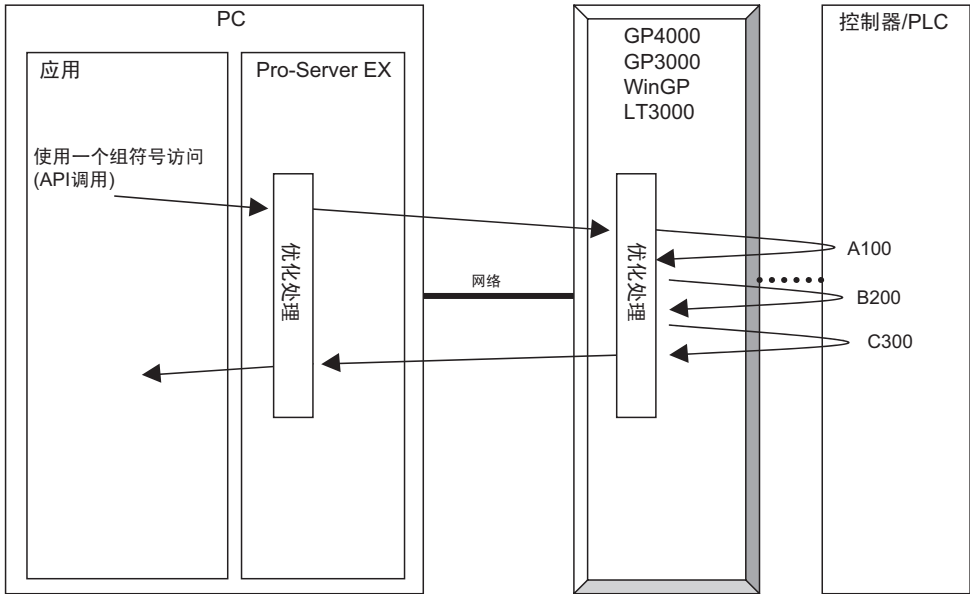 PC
应用
Pro-Server EX
使用一个组符号访问
(API调用)
优化处理
网络
GP4000
GP3000
WinGP
LT3000
优化处理
控制器/PLC
A100
B200
C300